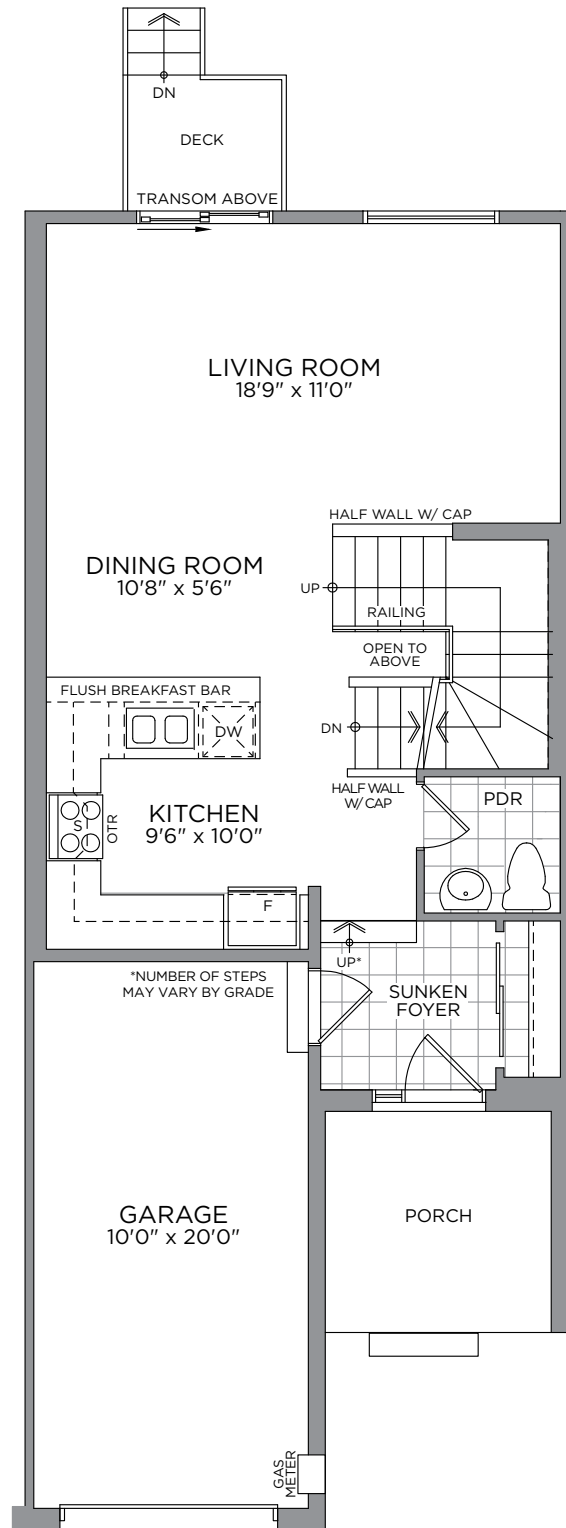 DN
DECK
TRANSOM ABOVE
LIVING ROOM
18'9" x 11'0"
HALF WALL W/ CAP
DINING ROOM
10'8" x 5'6"
UP
RAILING
OPEN TO
ABOVE
FLUSH BREAKFAST BAR
DW
DN
HALF WALL
W/ CAP
PDR
KITCHEN
9'6" x 10'0"
S
OTR
F
UP*
*NUMBER OF STEPS
MAY VARY BY GRADE
SUNKEN
FOYER
GARAGE
10'0" x 20'0"
PORCH
GAS
METER